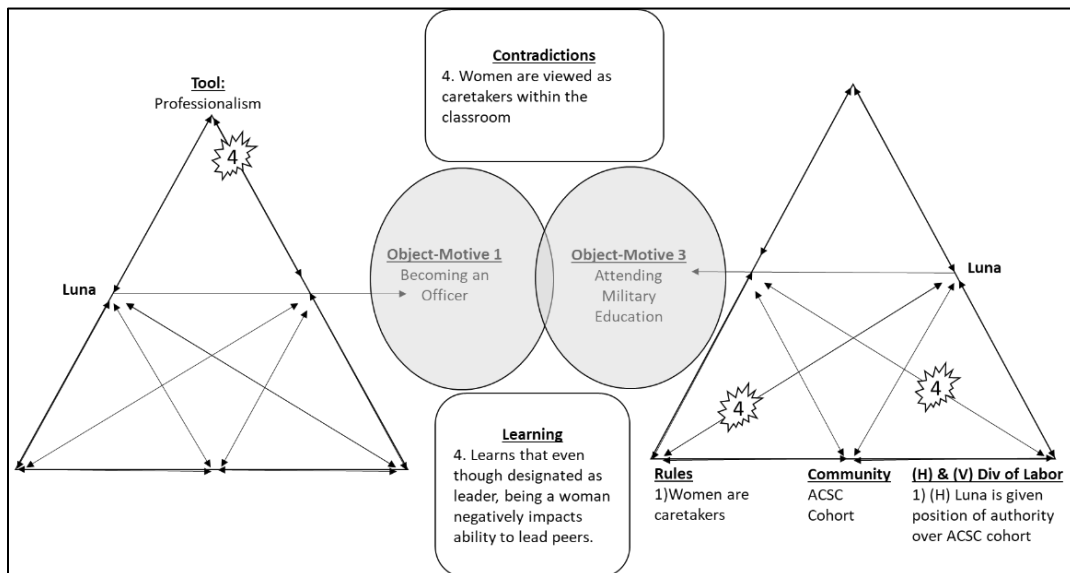 Contradictions
4. Women are viewed as
caretakers within the
classroom
Tool:
Professionalism
4
Luna
Object-Motive 1
Becoming an
Officer
Object-Motive 3
Attending
Military
Education
Luna
4
4
Learning
4. Learns that even
though designated as
leader, being a woman
negatively impacts
ability to lead peers.
Rules
1)Women are
caretakers
Community
ACSC
Cohort
(H) & (V) Div of Labor
1) (H) Luna is given
position of authority
over ACSC cohort